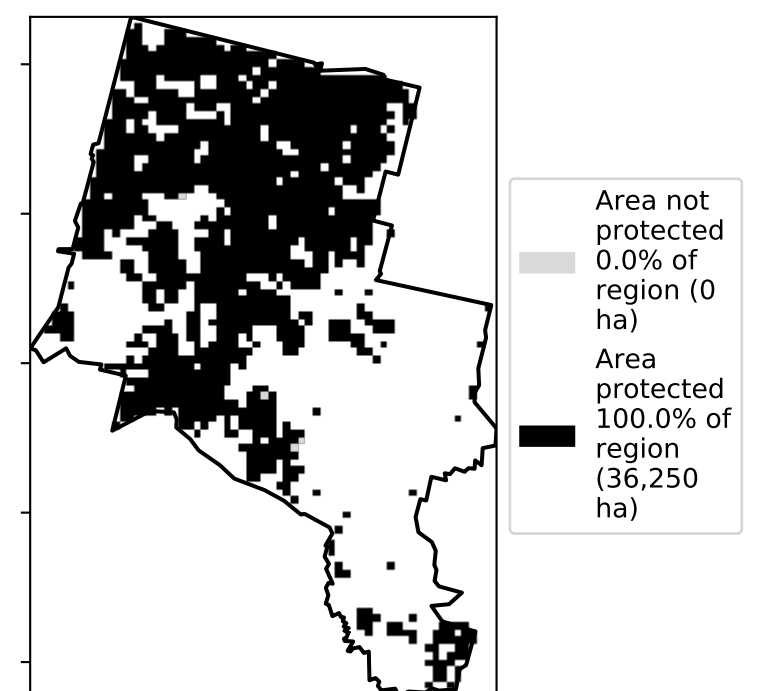 Area not
protected
0.0% of
region (0
ha)
Area
protected
100.0% of
region
(36,250
ha)